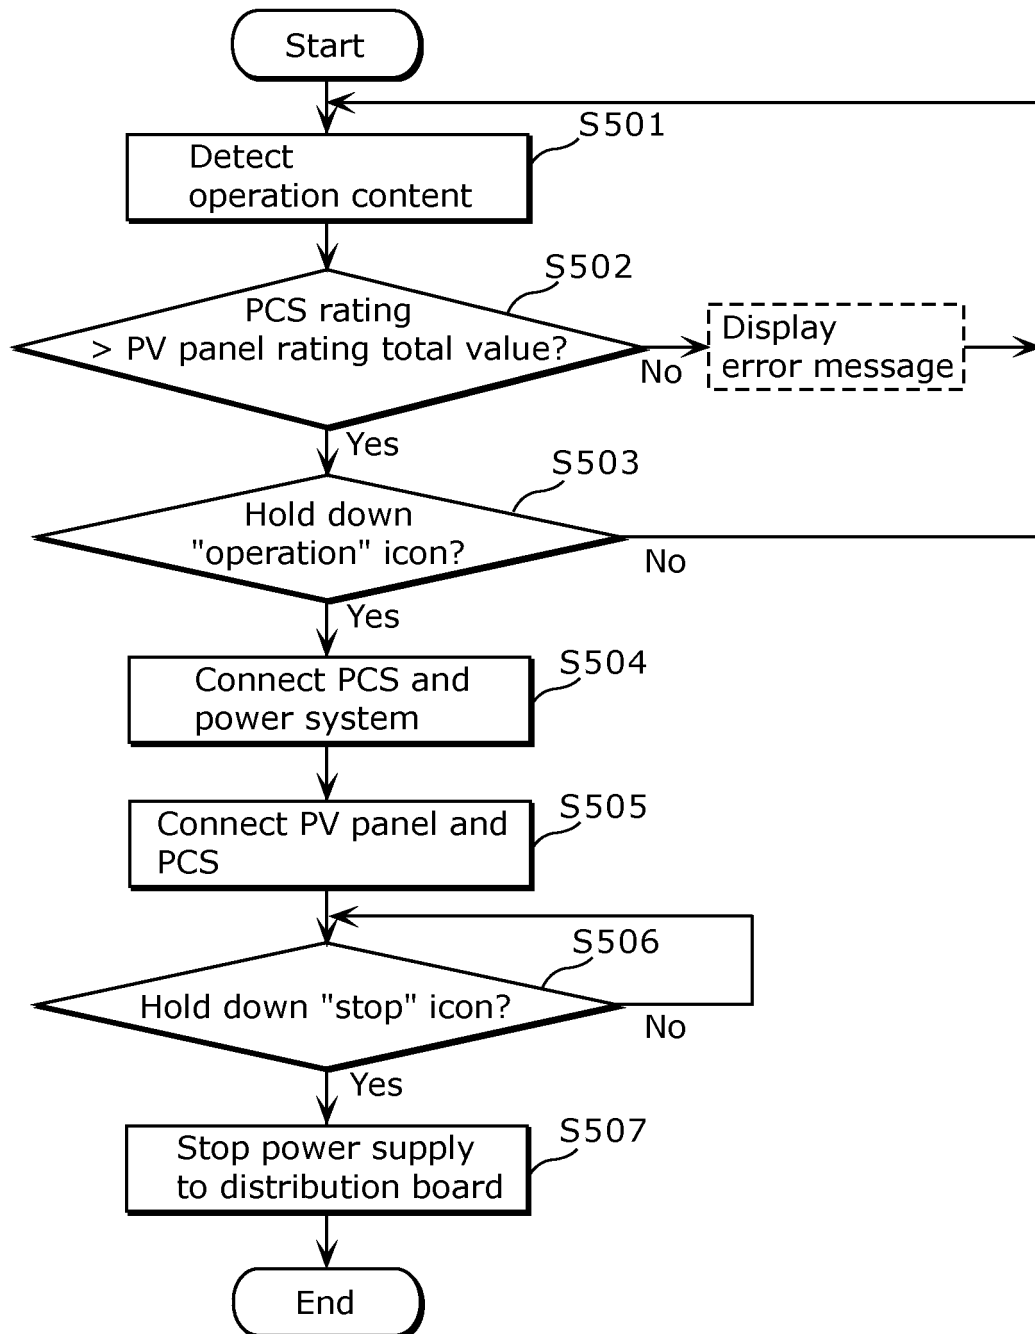 Start
S501
Detect
operation content
S502
PCS rating
> PV panel rating total value?
No
Display
error message
Yes
S503
Hold down
"operation" icon?
No
Yes
S504
Connect PCS and
power system
S505
Connect PV panel and
PCS
S506
Hold down "stop" icon?
No
Yes
S507
Stop power supply
to distribution board
End